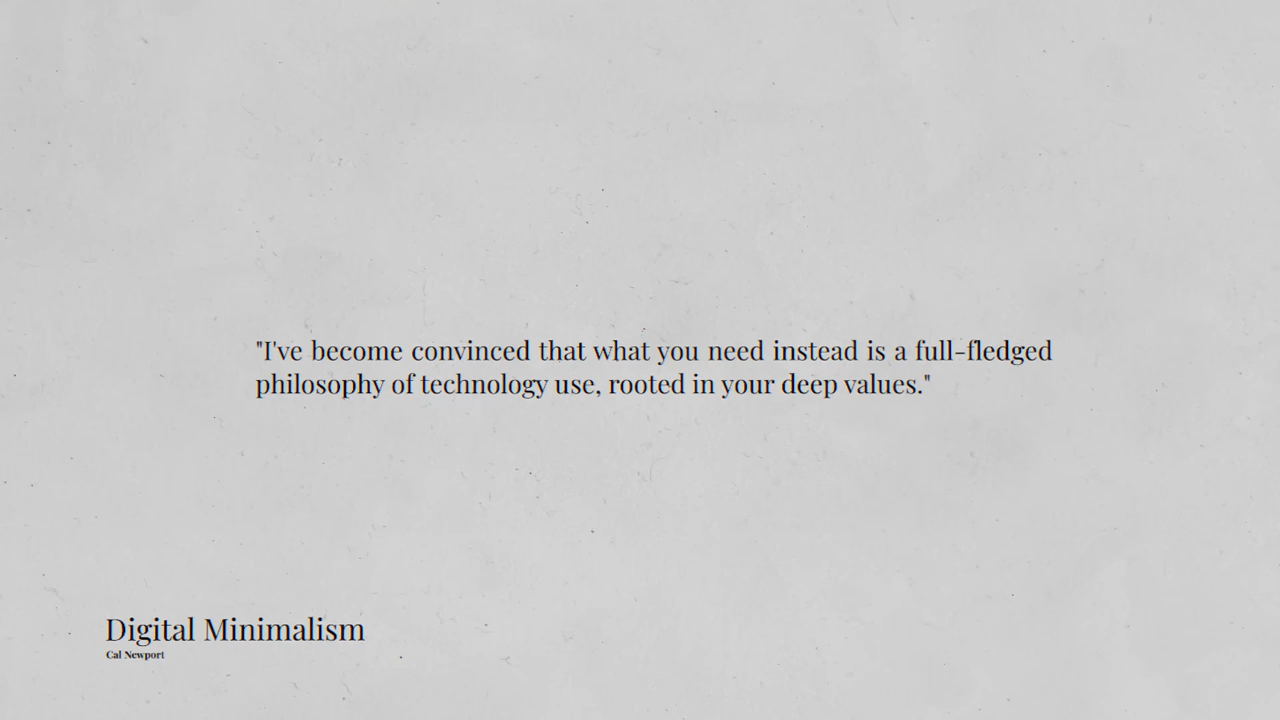 "I've become convinced that what you need instead is a full-fledged
philosophy of technology use, rooted in your deep values."
Digital Minimalism
Cal Newport